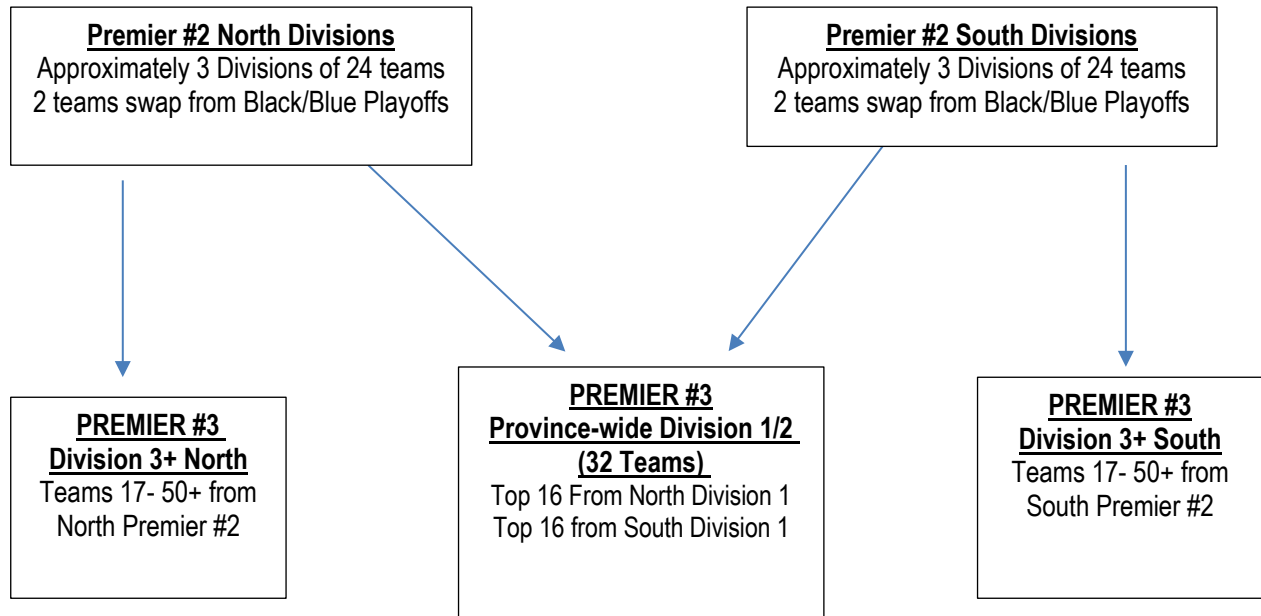 Premier #2 North Divisions
Approximately 3 Divisions of 24 teams
2 teams swap from Black/Blue Playoffs
Premier #2 South Divisions
Approximately 3 Divisions of 24 teams
2 teams swap from Black/Blue Playoffs
PREMIER #3
Division 3+ North
Teams 17- 50+ from
North Premier #2
PREMIER #3
Province-wide Division 1/2
(32 Teams)
Top 16 From North Division 1
Top 16 from South Division 1
PREMIER #3
Division 3+ South
Teams 17- 50+ from
South Premier #2